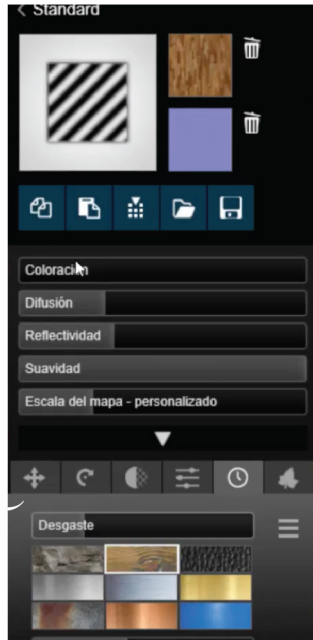 Standard
Coloración
Difusión
Reflectividad
Suavidad
Escala del mapa - personalizado
Desgaste